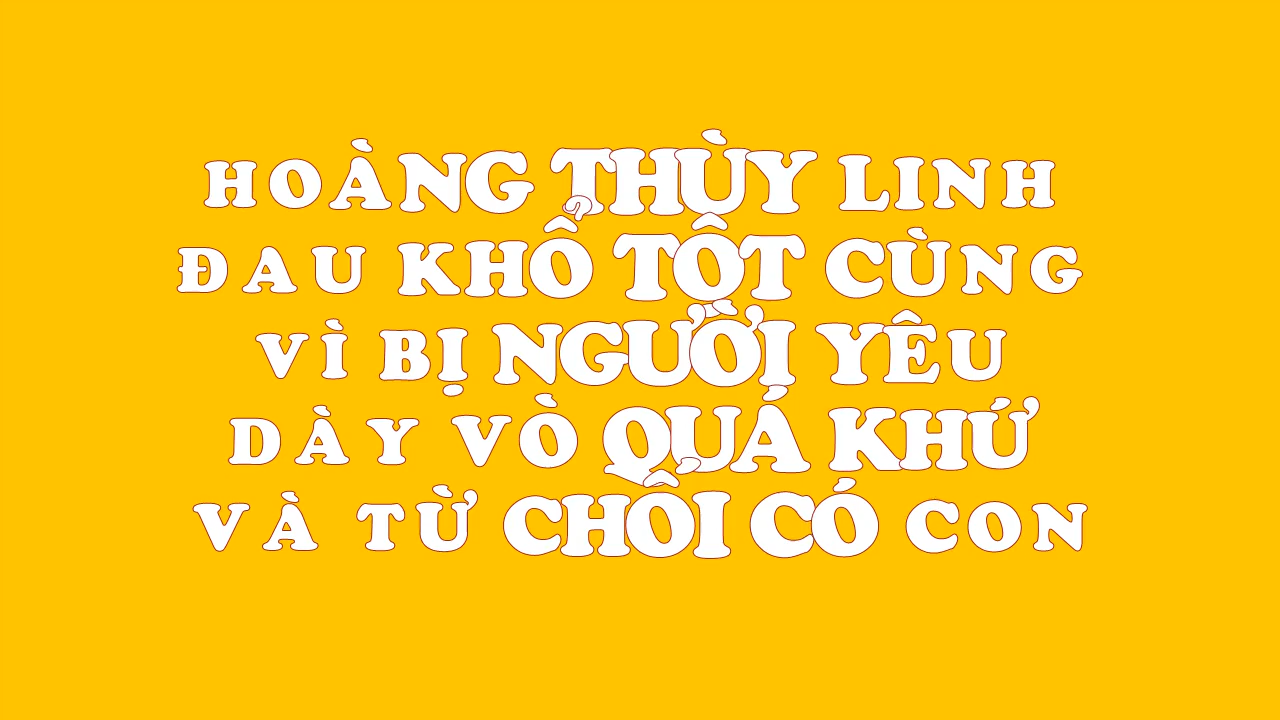 HOÀNG THÙY LINH
ĐAU KHỔ TỘT CÙNG
VÌ BỊ NGƯỜI YÊU
DÀY VÒ QUÁ KHỨ
VÀ TỪ CHỐI CÓ CON